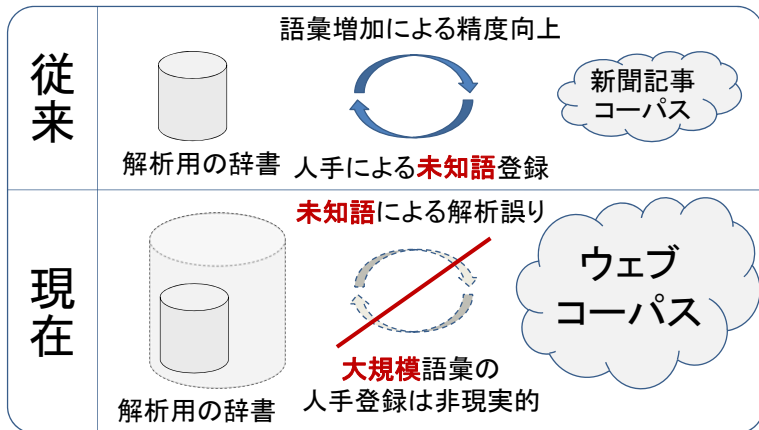 従来
語彙増加による精度向上
新聞記事
コーパス
解析用の辞書
人手による未知語登録
現在
未知語による解析誤り
ウェブ
コーパス
大規模語彙の
人手登録は非現実的
解析用の辞書